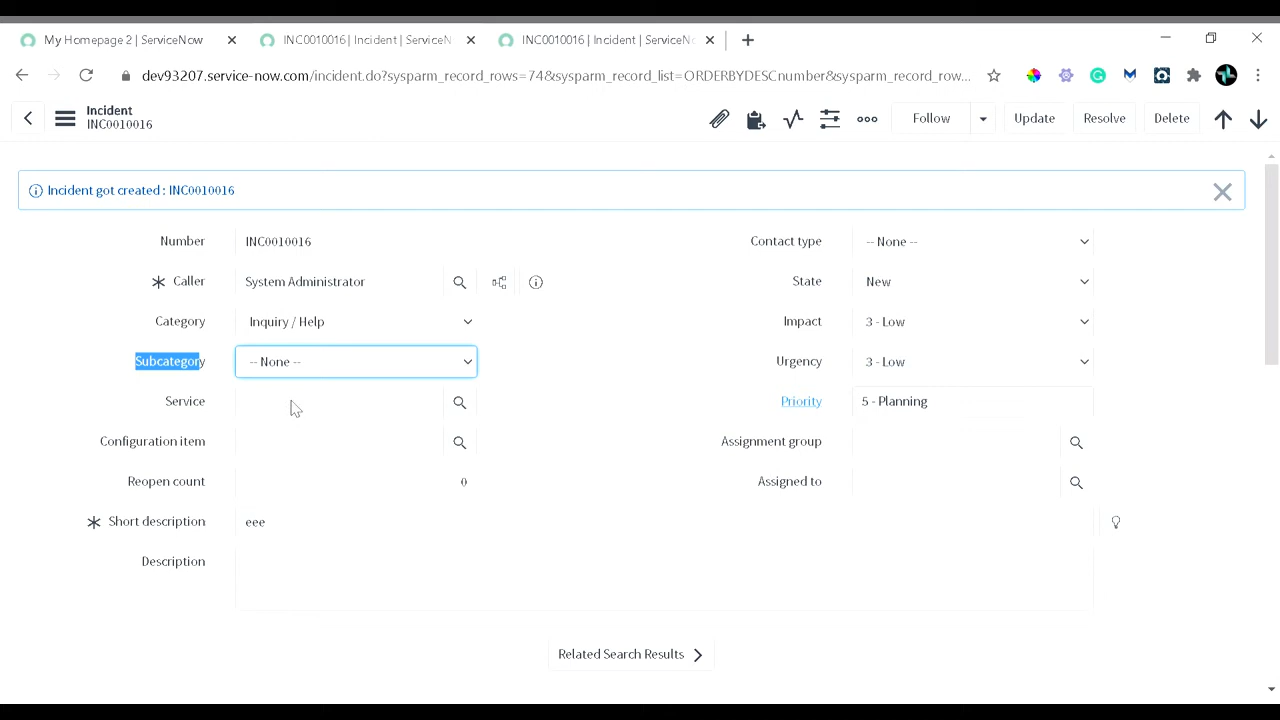 My Homepage 2 | ServiceNow
INC0010016 | Incident | ServiceN
INC0010016 | Incident | ServiceNo
dev93207.service-now.com/incident.do?sysparm_record_rows=74&sysparm_record_list=ORDERBYDESCnumber&sysparm_record_row...
Incident
INC0010016
Follow
Update
Resolve
Delete
Incident got created : INC0010016
Number
INC0010016
Contact type
-- None --
Caller
System Administrator
State
New
Category
Inquiry / Help
Impact
3 - Low
Subcategory
-- None --
Urgency
3 - Low
Service
Priority
5 - Planning
Configuration item
Assignment group
Reopen count
0
Assigned to
Short description
eee
Description
Related Search Results